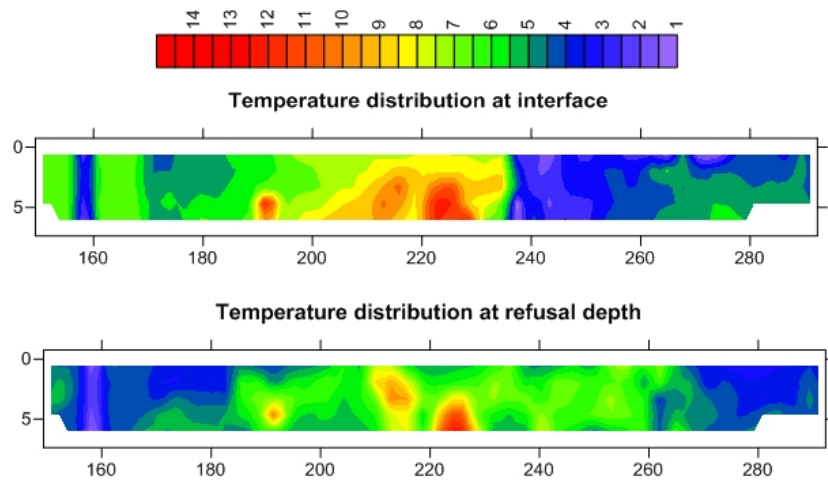 14 13 12 11 10 9 8 7 6 5 4 3 2 1
Temperature distribution at interface
0
5
160 180 200 220 240 260 280
Temperature distribution at refusal depth
0
5
160 180 200 220 240 260 280